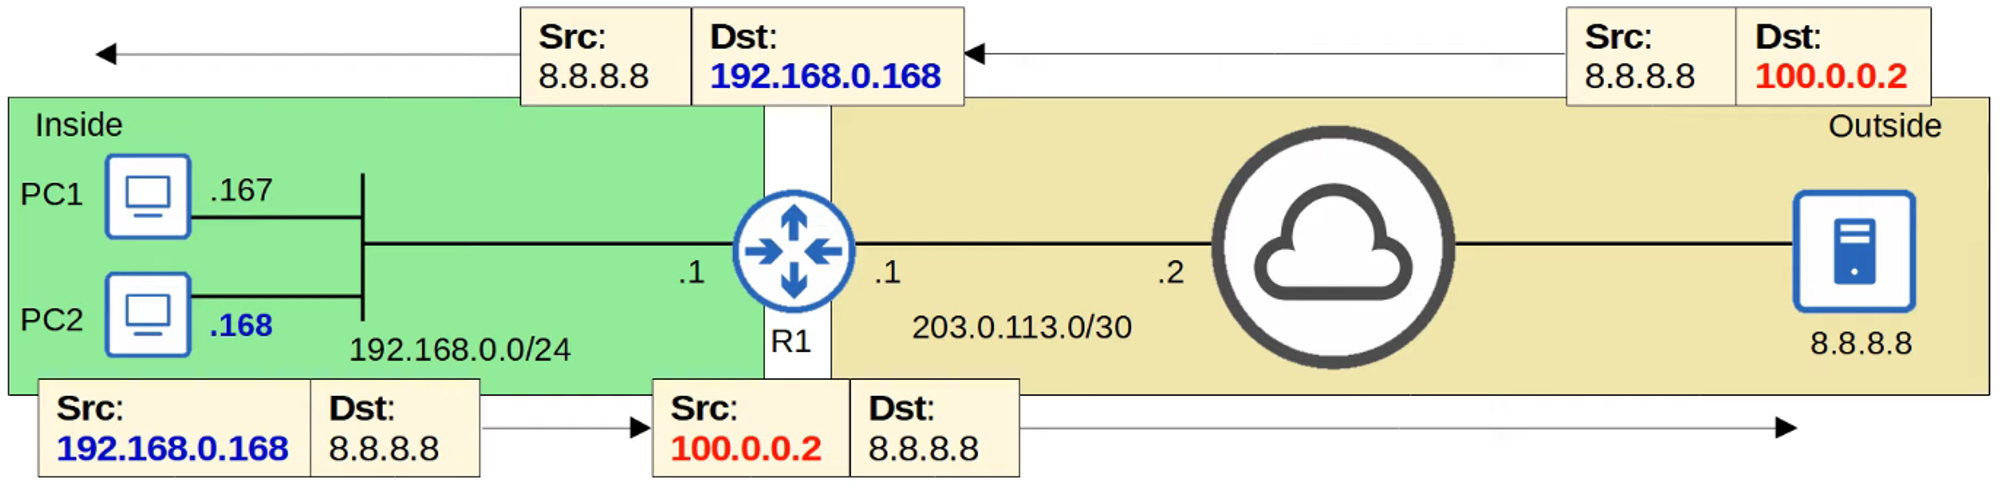 Src:
8.8.8.8
Dst:
192.168.0.168
Src:
8.8.8.8
Dst:
100.0.0.2
Inside
Outside
PC1
.167
PC2
.168
192.168.0.0/24
.1
R1
.1
.2
203.0.113.0/30
8.8.8.8
Src:
192.168.0.168
Dst:
8.8.8.8
Src:
100.0.0.2
Dst:
8.8.8.8